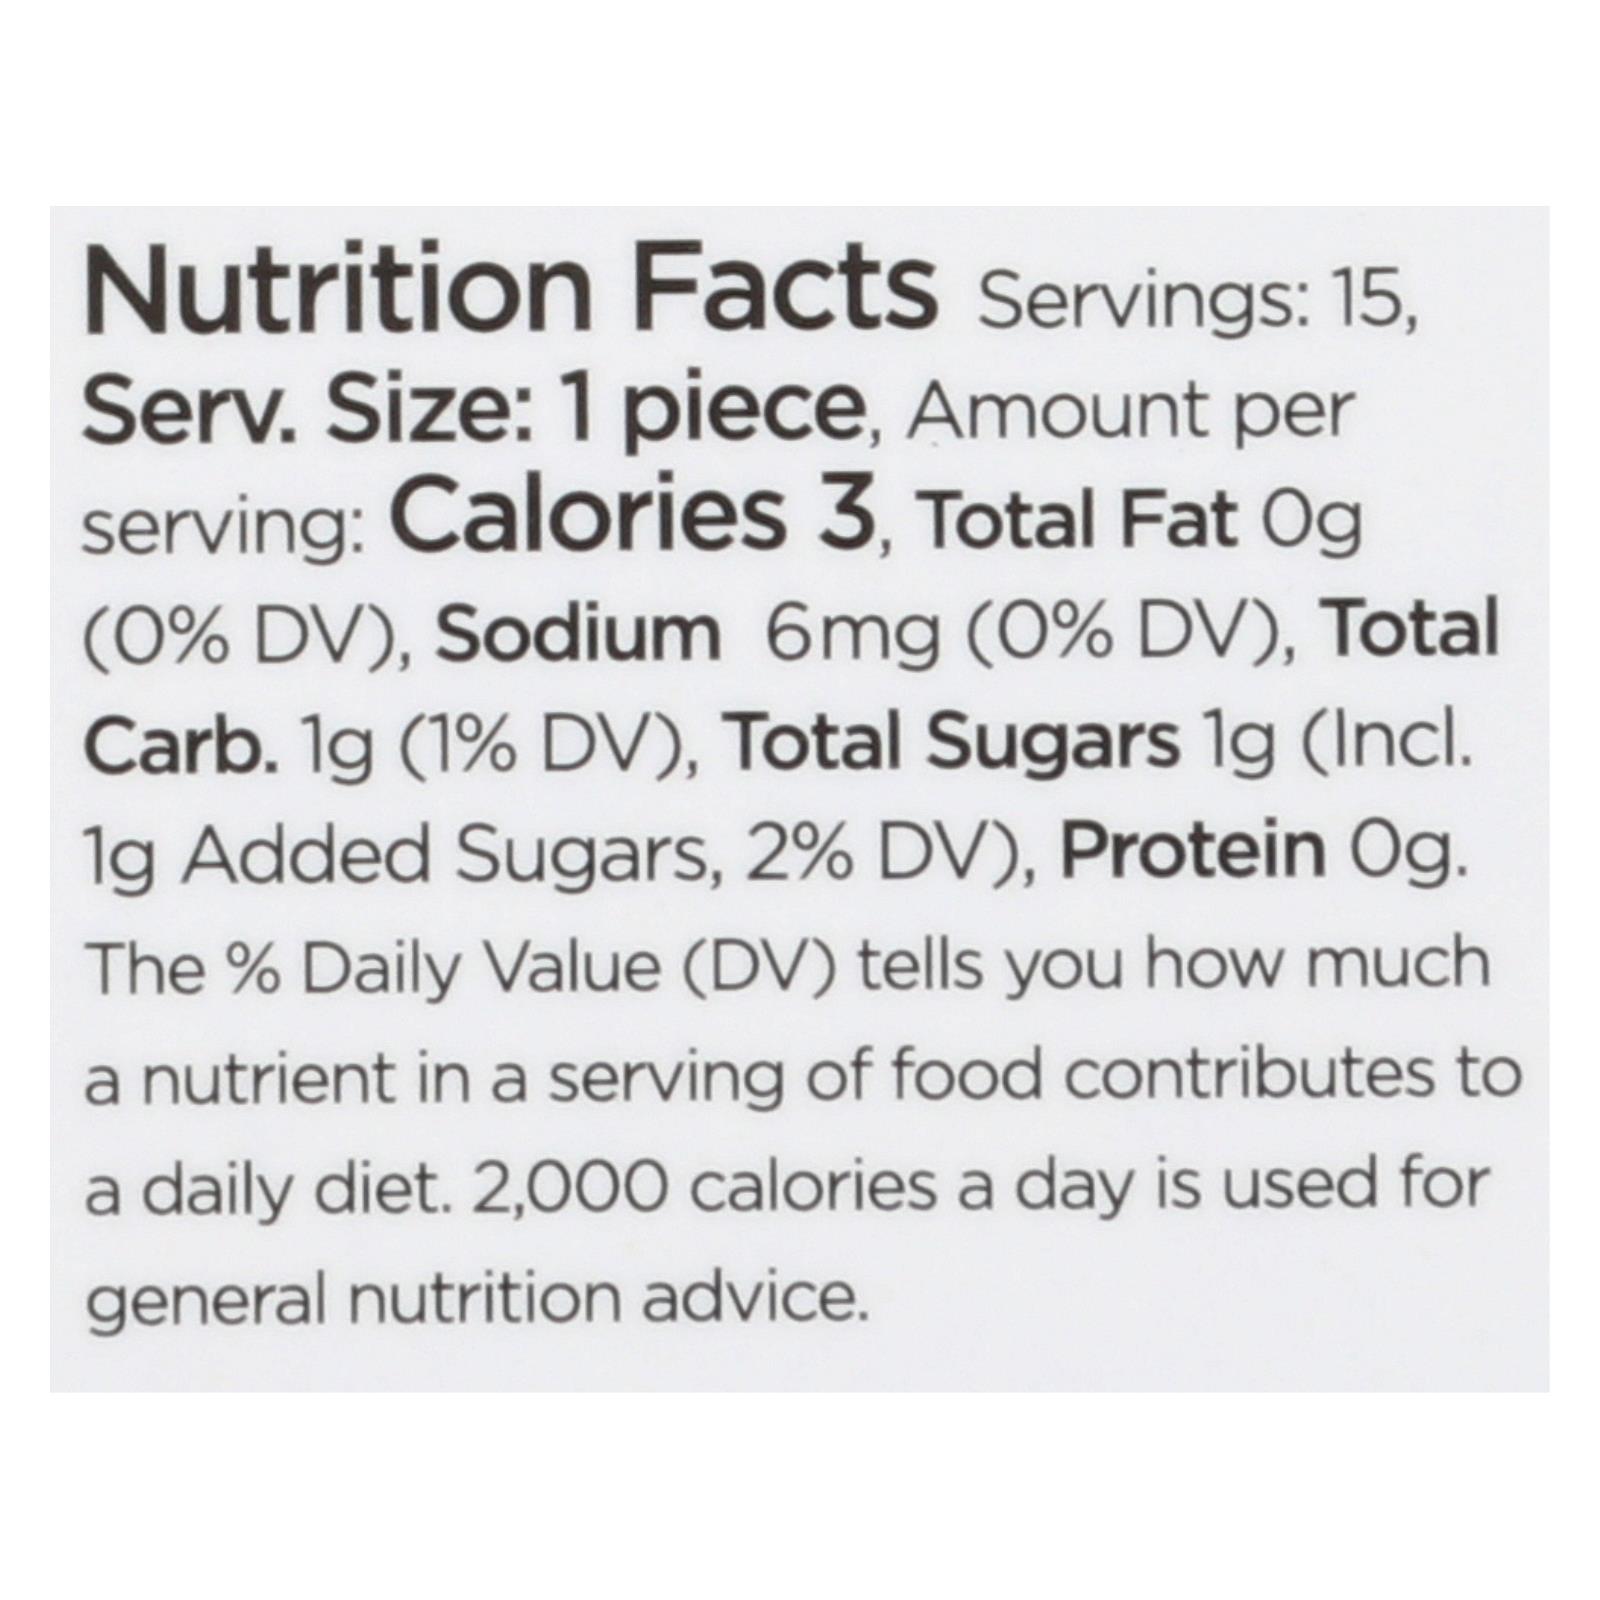 Nutrition Facts Servings: 15,
Serv. Size: 1 piece, Amount per
serving: Calories 3, Total Fat 0g
(0% DV), Sodium 6mg (0% DV), Total
Carb. 1g (1% DV), Total Sugars 1g (Incl.
1g Added Sugars, 2% DV), Protein 0g.
The % Daily Value (DV) tells you how much
a nutrient in a serving of food contributes to
a daily diet. 2,000 calories a day is used for
general nutrition advice.